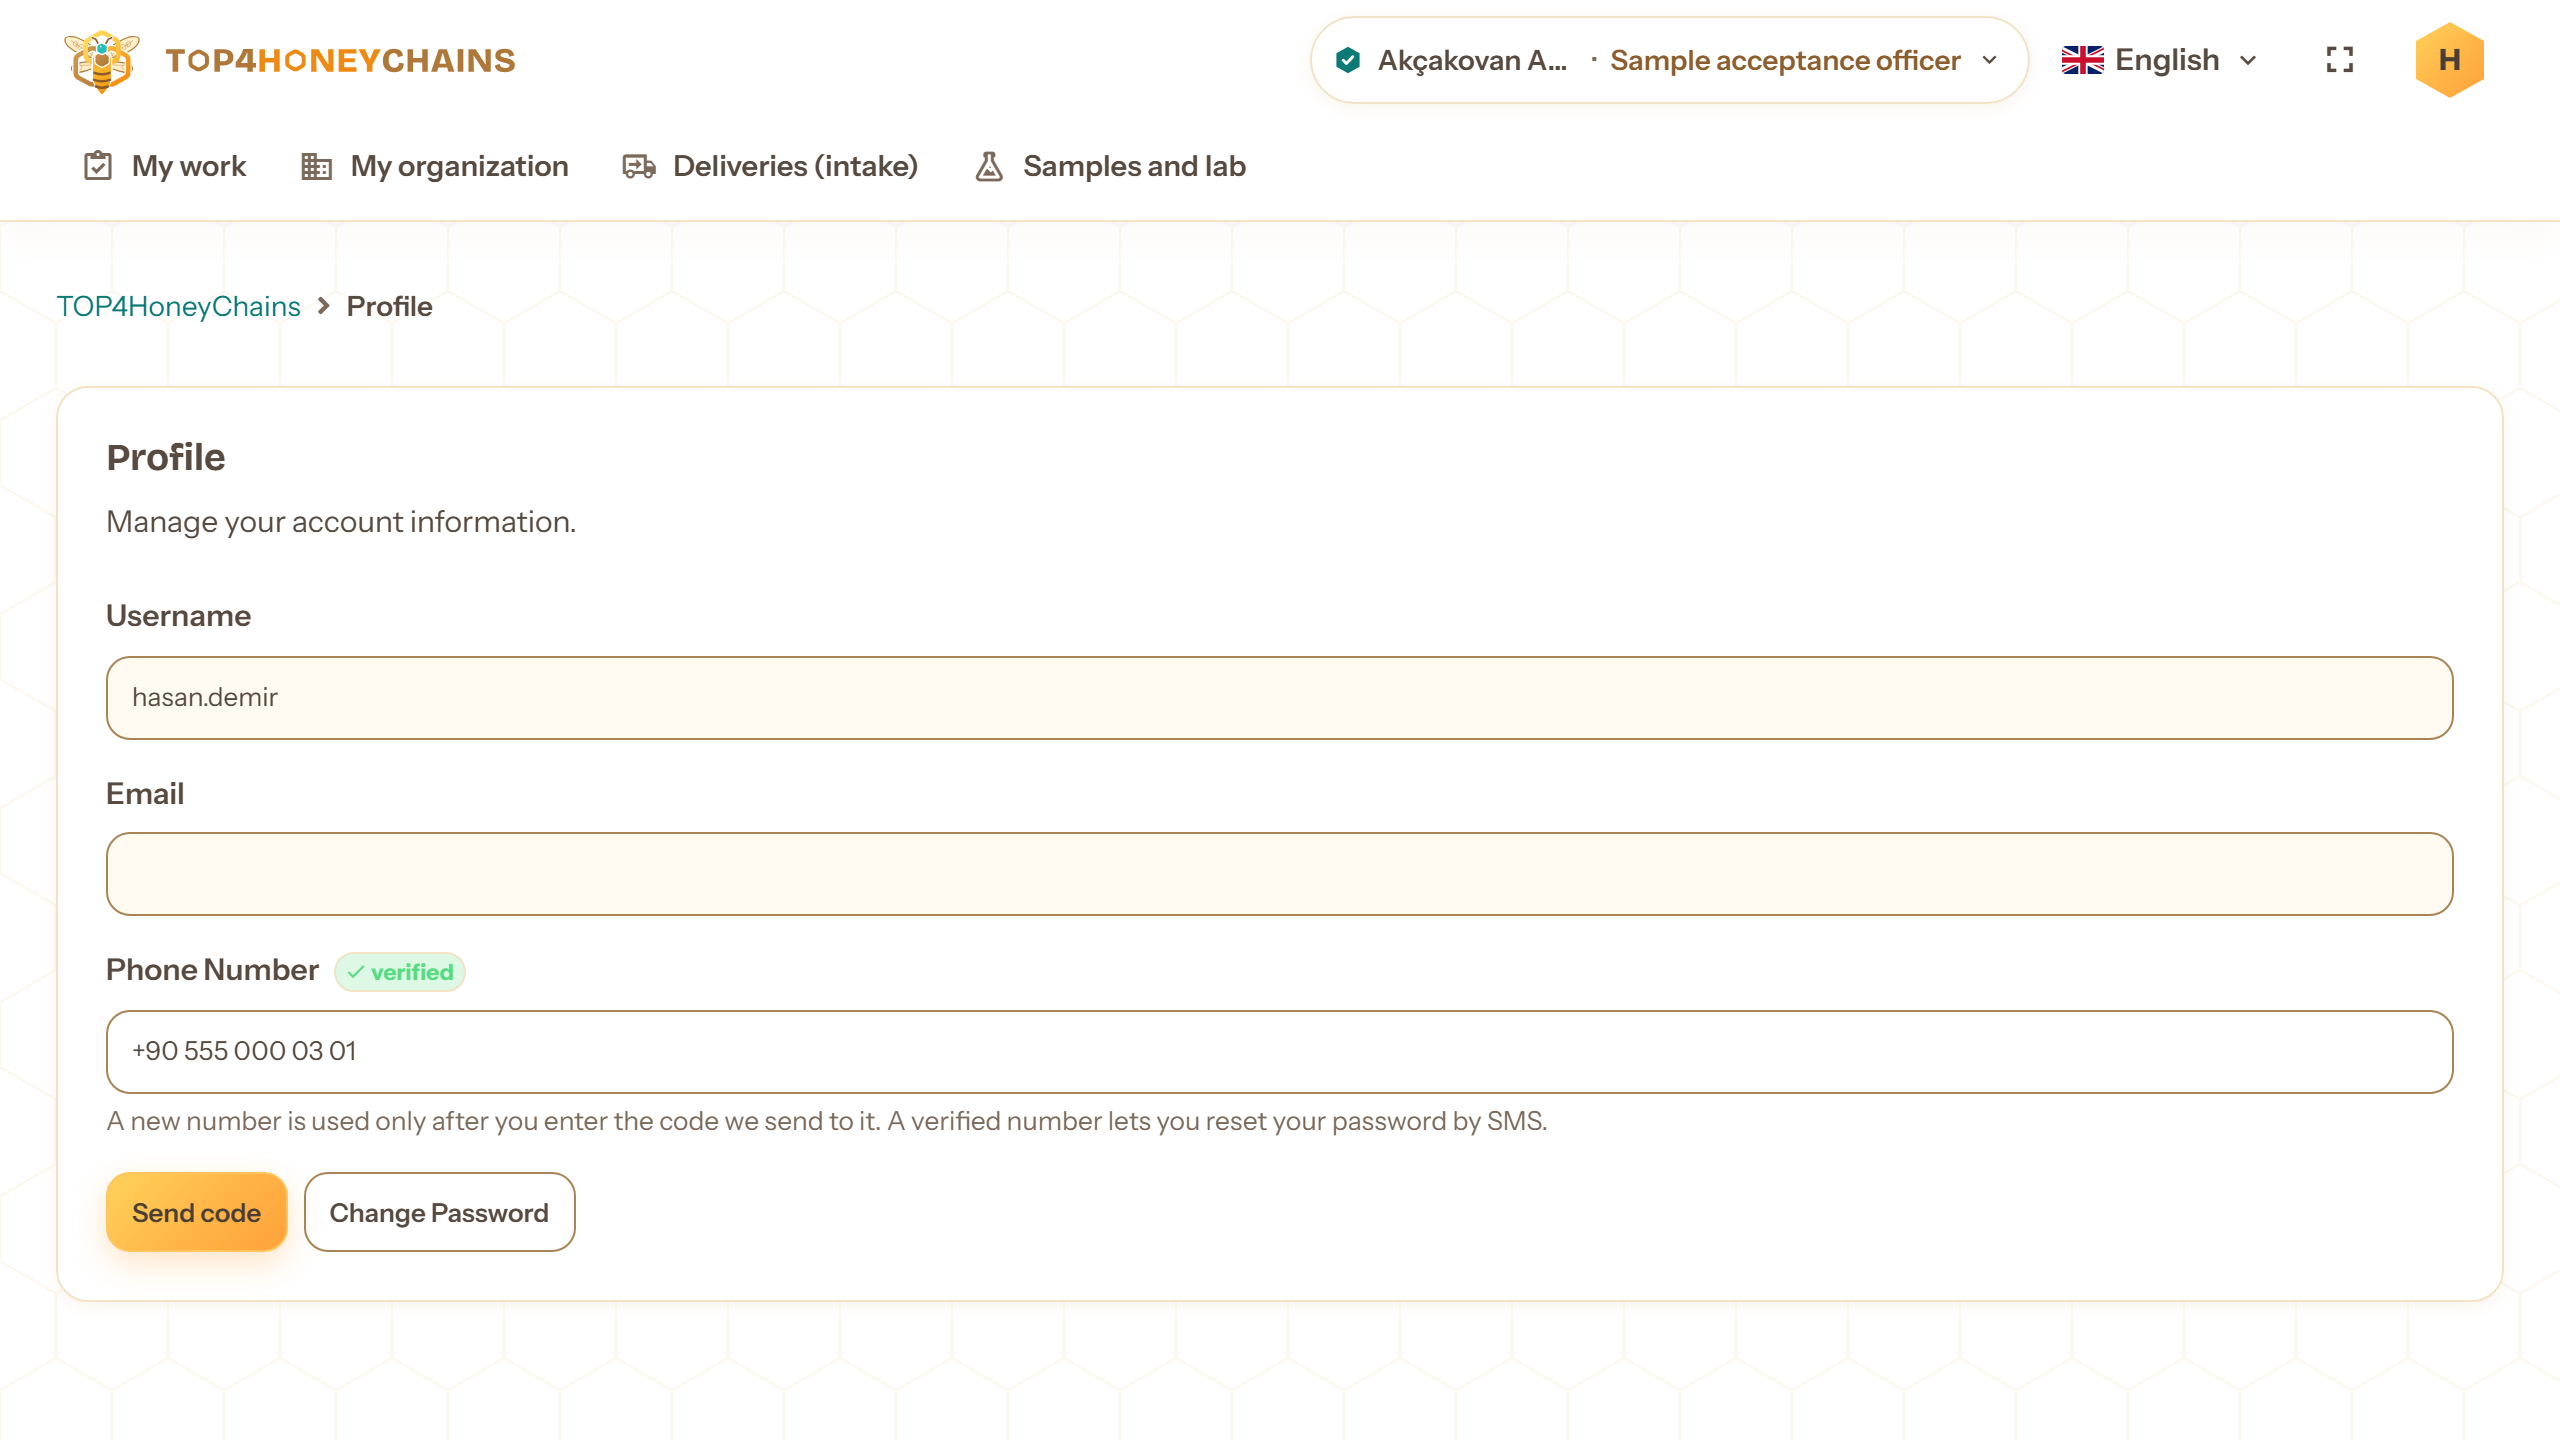 TOP4HONEYCHAINS
Akçakovan A... · Sample acceptance officer
English
H
My work
My organization
Deliveries (intake)
Samples and lab
TOP4HoneyChains > Profile
Profile
Manage your account information.
Username
hasan.demir
Email
Phone Number ✓ verified
+90 555 000 03 01
A new number is used only after you enter the code we send to it. A verified number lets you reset your password by SMS.
Send code
Change Password